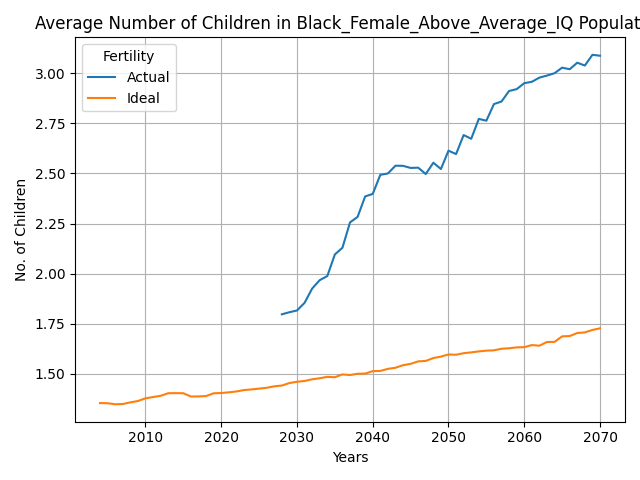 Average Number of Children in Black_Female_Above_Average_IQ Populat
Fertility
Actual
Ideal
3.00
2.75
2.50
2.25
2.00
1.75
1.50
No. of Children
2010 2020 2030 2040 2050 2060 2070
Years